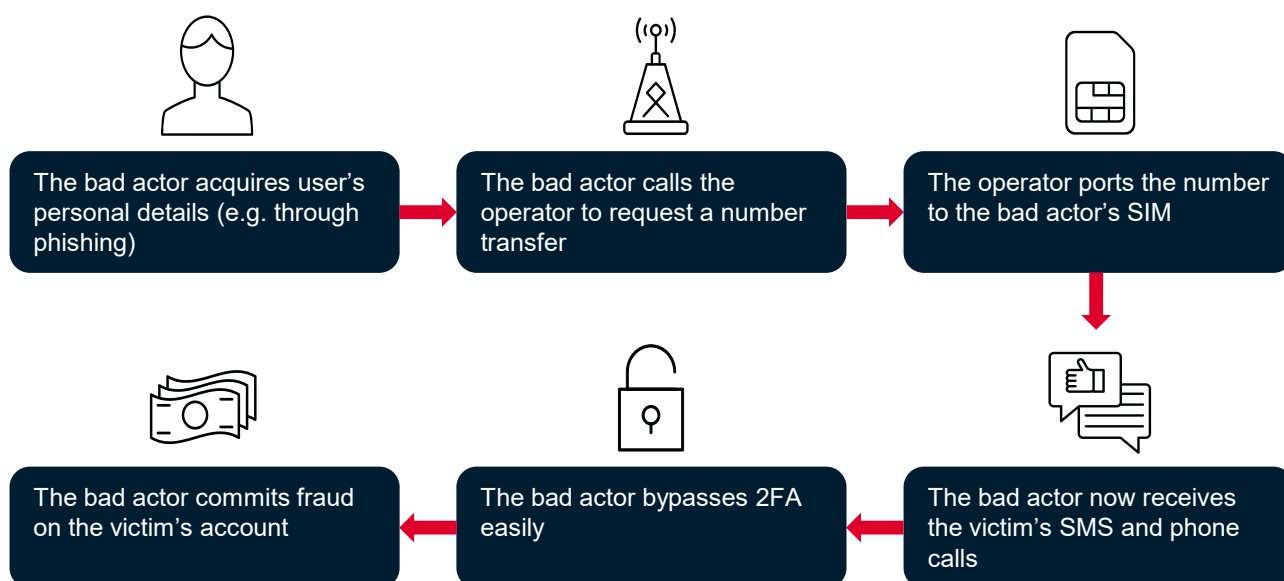 The bad actor acquires user’s
personal details (e.g. through
phishing)
The bad actor calls the
operator to request a number
transfer
The operator ports the number
to the bad actor’s SIM
The bad actor now receives
the victim’s SMS and phone
calls
The bad actor bypasses 2FA
easily
The bad actor commits fraud
on the victim’s account